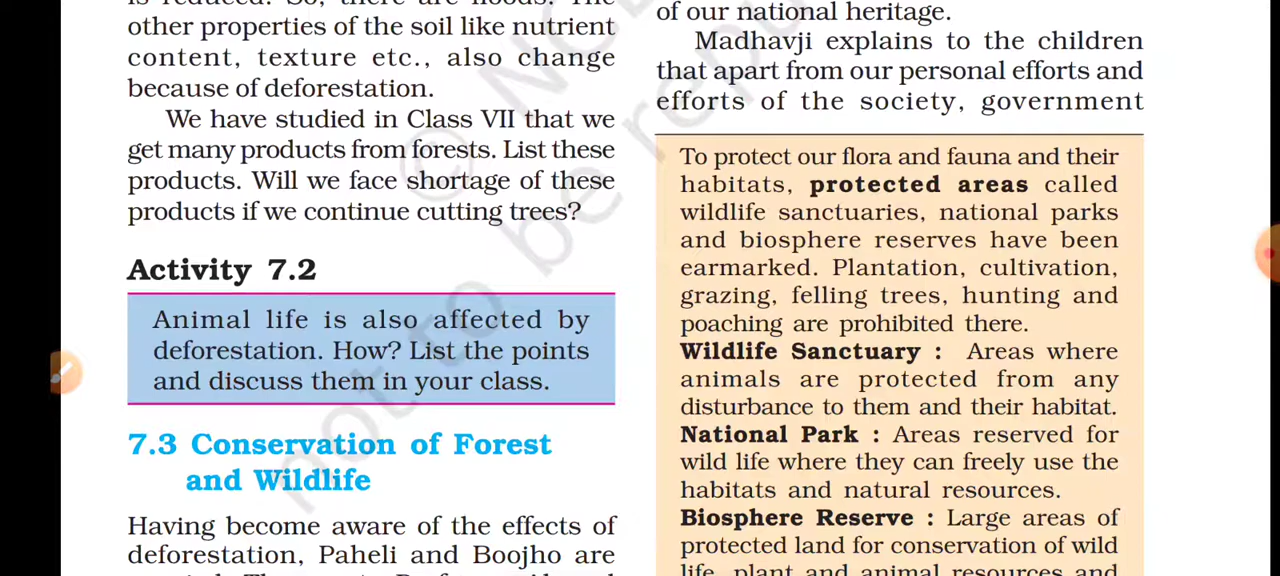 other properties of the soil like nutrient
content, texture etc., also change
because of deforestation.
We have studied in Class VII that we
get many products from forests. List these
products. Will we face shortage of these
products if we continue cutting trees?
Activity 7.2
Animal life is also affected by
deforestation. How? List the points
and discuss them in your class.
7.3 Conservation of Forest
and Wildlife
Having become aware of the effects of
deforestation, Paheli and Boojho are
of our national heritage.
Madhavji explains to the children
that apart from our personal efforts and
efforts of the society, government
To protect our flora and fauna and their
habitats, protected areas called
wildlife sanctuaries, national parks
and biosphere reserves have been
earmarked. Plantation, cultivation,
grazing, felling trees, hunting and
poaching are prohibited there.
Wildlife Sanctuary : Areas where
animals are protected from any
disturbance to them and their habitat.
National Park : Areas reserved for
wild life where they can freely use the
habitats and natural resources.
Biosphere Reserve : Large areas of
protected land for conservation of wild
life, plant and animal resources and
not to be